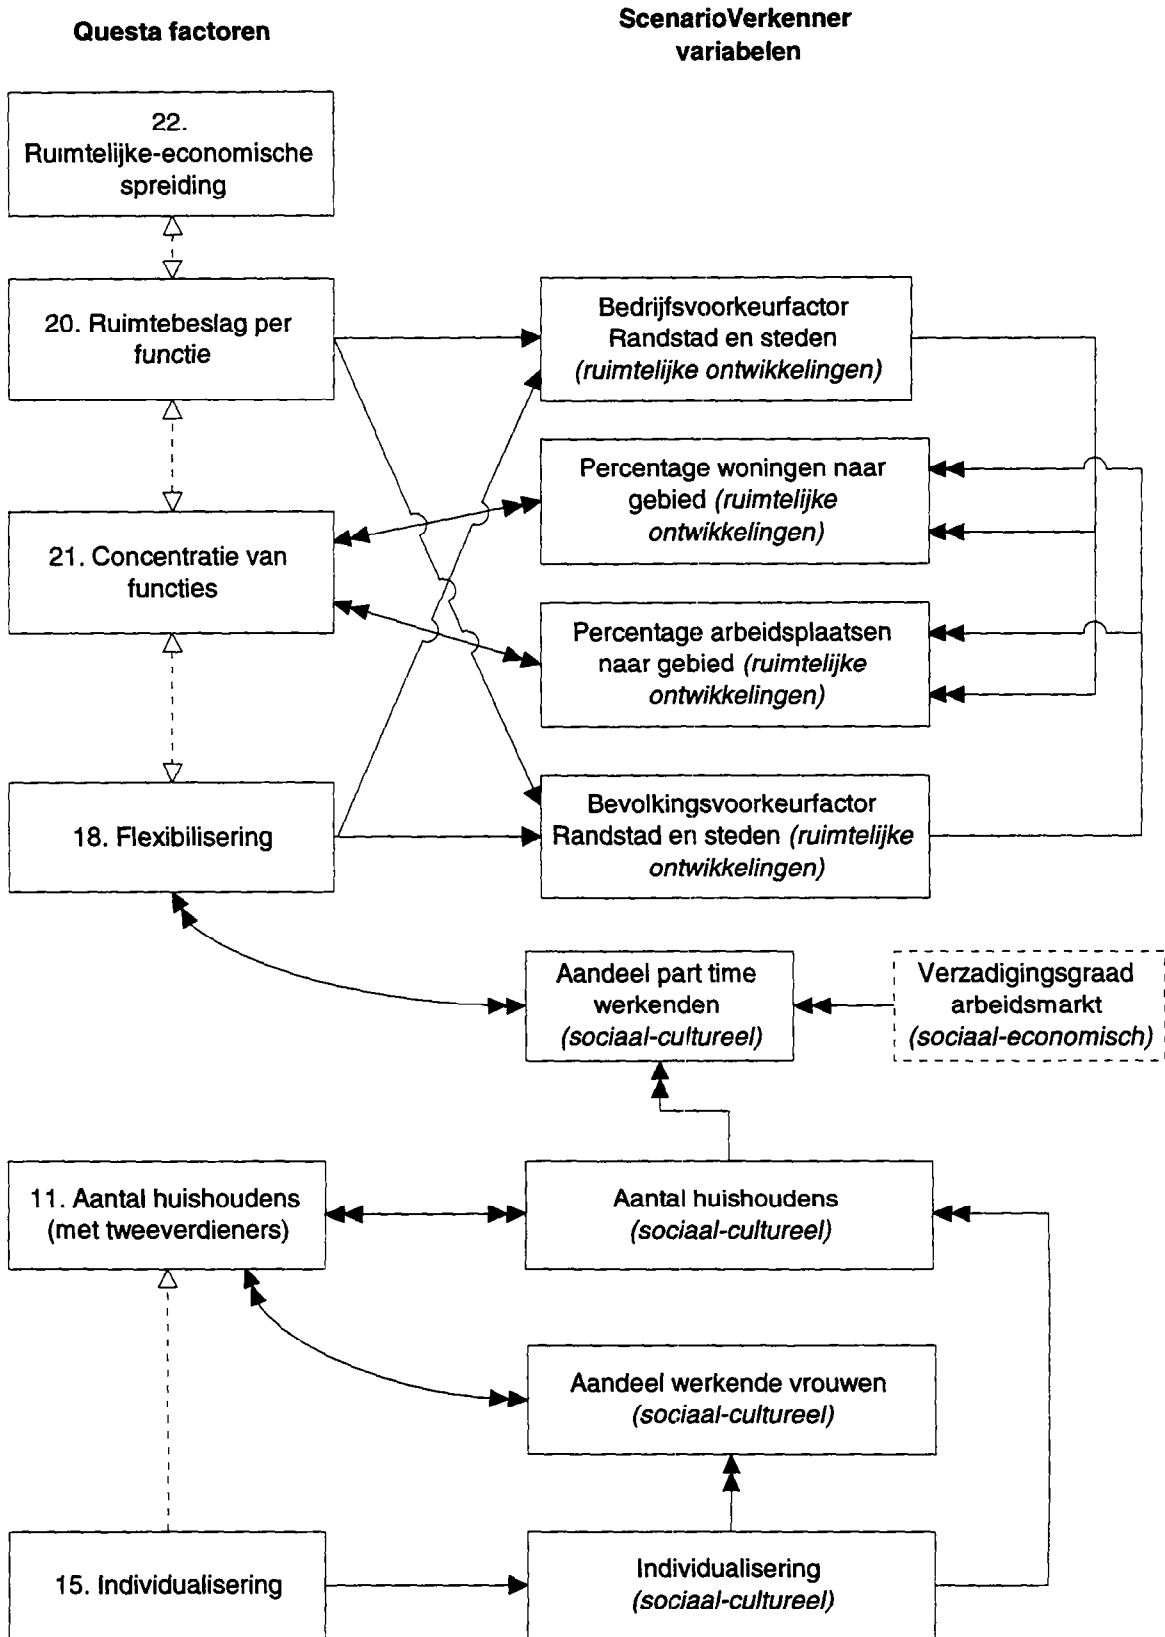 Questa factoren
ScenarioVerkenner
variabelen
22.
Ruimtelijke-economische
spreiding
20. Ruimtebeslag per
functie
Bedrijfsvoorkeurfactor
Randstad en steden
(ruimtelijke ontwikkelingen)
Percentage woningen naar
gebied (ruimtelijke
ontwikkelingen)
21. Concentratie van
functies
Percentage arbeidsplaatsen
naar gebied (ruimtelijke
ontwikkelingen)
18. Flexibilisering
Bevolkingsvoorkeurfactor
Randstad en steden (ruimtelijke
ontwikkelingen)
Aandeel part time
werkenden
(sociaal-cultureel)
Verzadigingsgraad
arbeidsmarkt
(sociaal-economisch)
11. Aantal huishoudens
(met tweeverdieners)
Aantal huishoudens
(sociaal-cultureel)
Aandeel werkende vrouwen
(sociaal-cultureel)
15. Individualisering
Individualisering
(sociaal-cultureel)